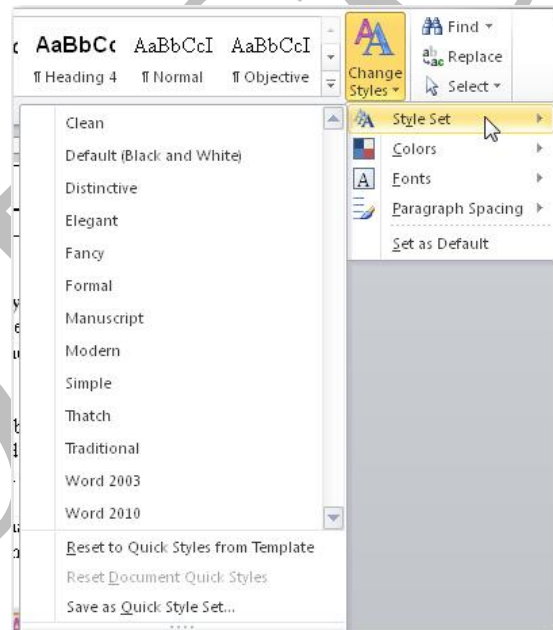 AaBbCc AaBbCcI AaBbCcI
¶ Heading 4 ¶ Normal ¶ Objective
Change
Styles
Find
Replace
Select
Style Set
Colors
Fonts
Paragraph Spacing
Set as Default
Clean
Default (Black and White)
Distinctive
Elegant
Fancy
Formal
Manuscript
Modern
Simple
Thatch
Traditional
Word 2003
Word 2010
Reset to Quick Styles from Template
Reset Document Quick Styles
Save as Quick Style Set...